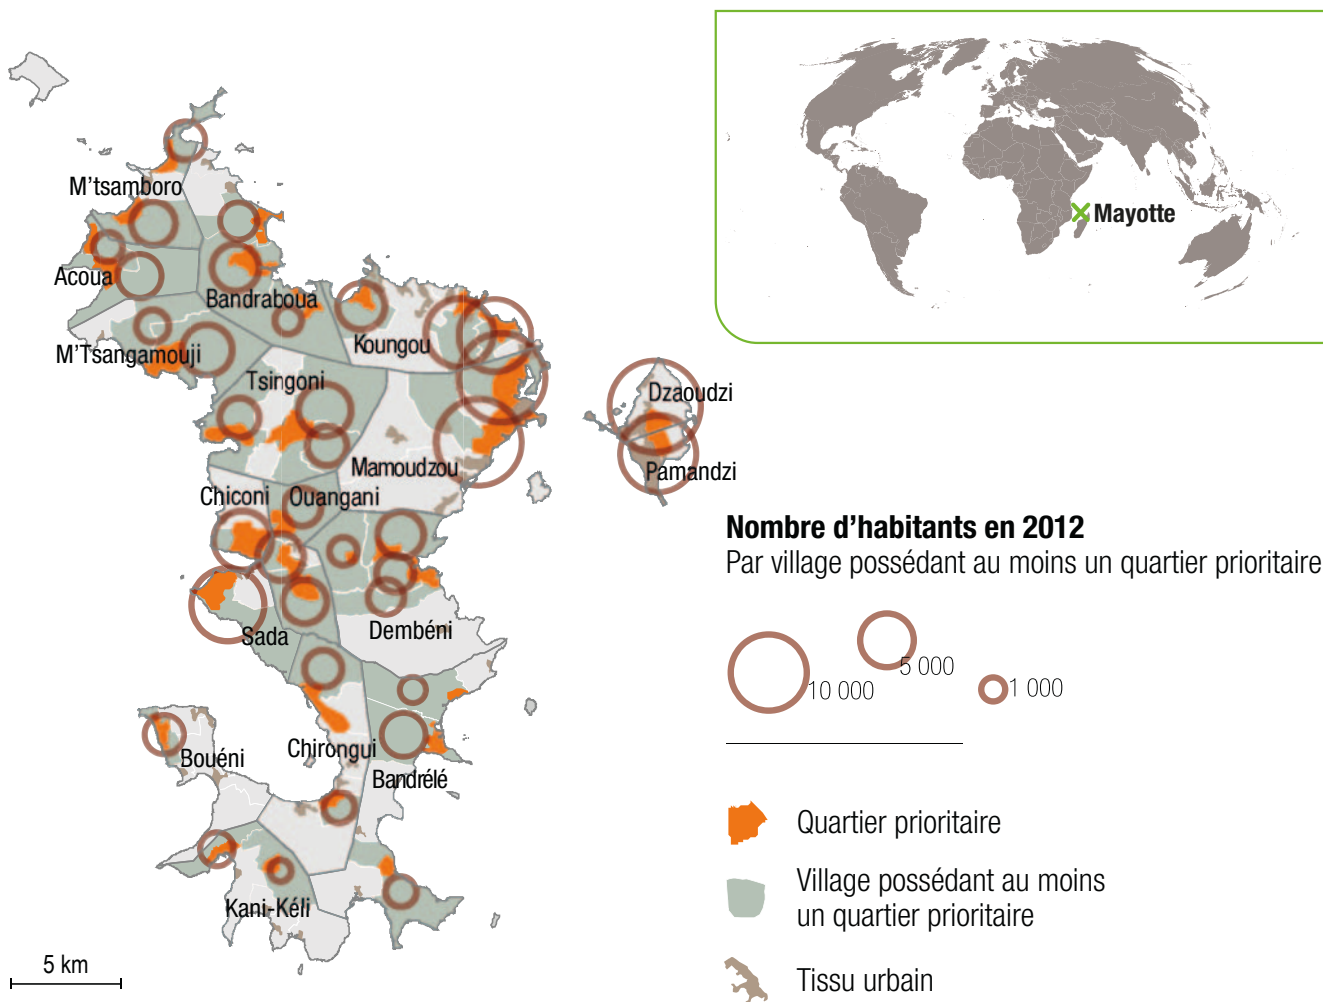 Mayotte
M'tsamboro
Acoua
Bandraboua
M'Tsangamouji
Koungou
Tsingoni
Dzaoudzi
Mamoudzou
Pamandzi
Chiconi
Ouangani
Sada
Dembéni
Chirongui
Bouéni
Bandrélé
Kani-Kéli
5 km
Nombre d'habitants en 2012
Par village possédant au moins un quartier prioritaire
10 000
5 000
1 000
Quartier prioritaire
Village possédant au moins
un quartier prioritaire
Tissu urbain